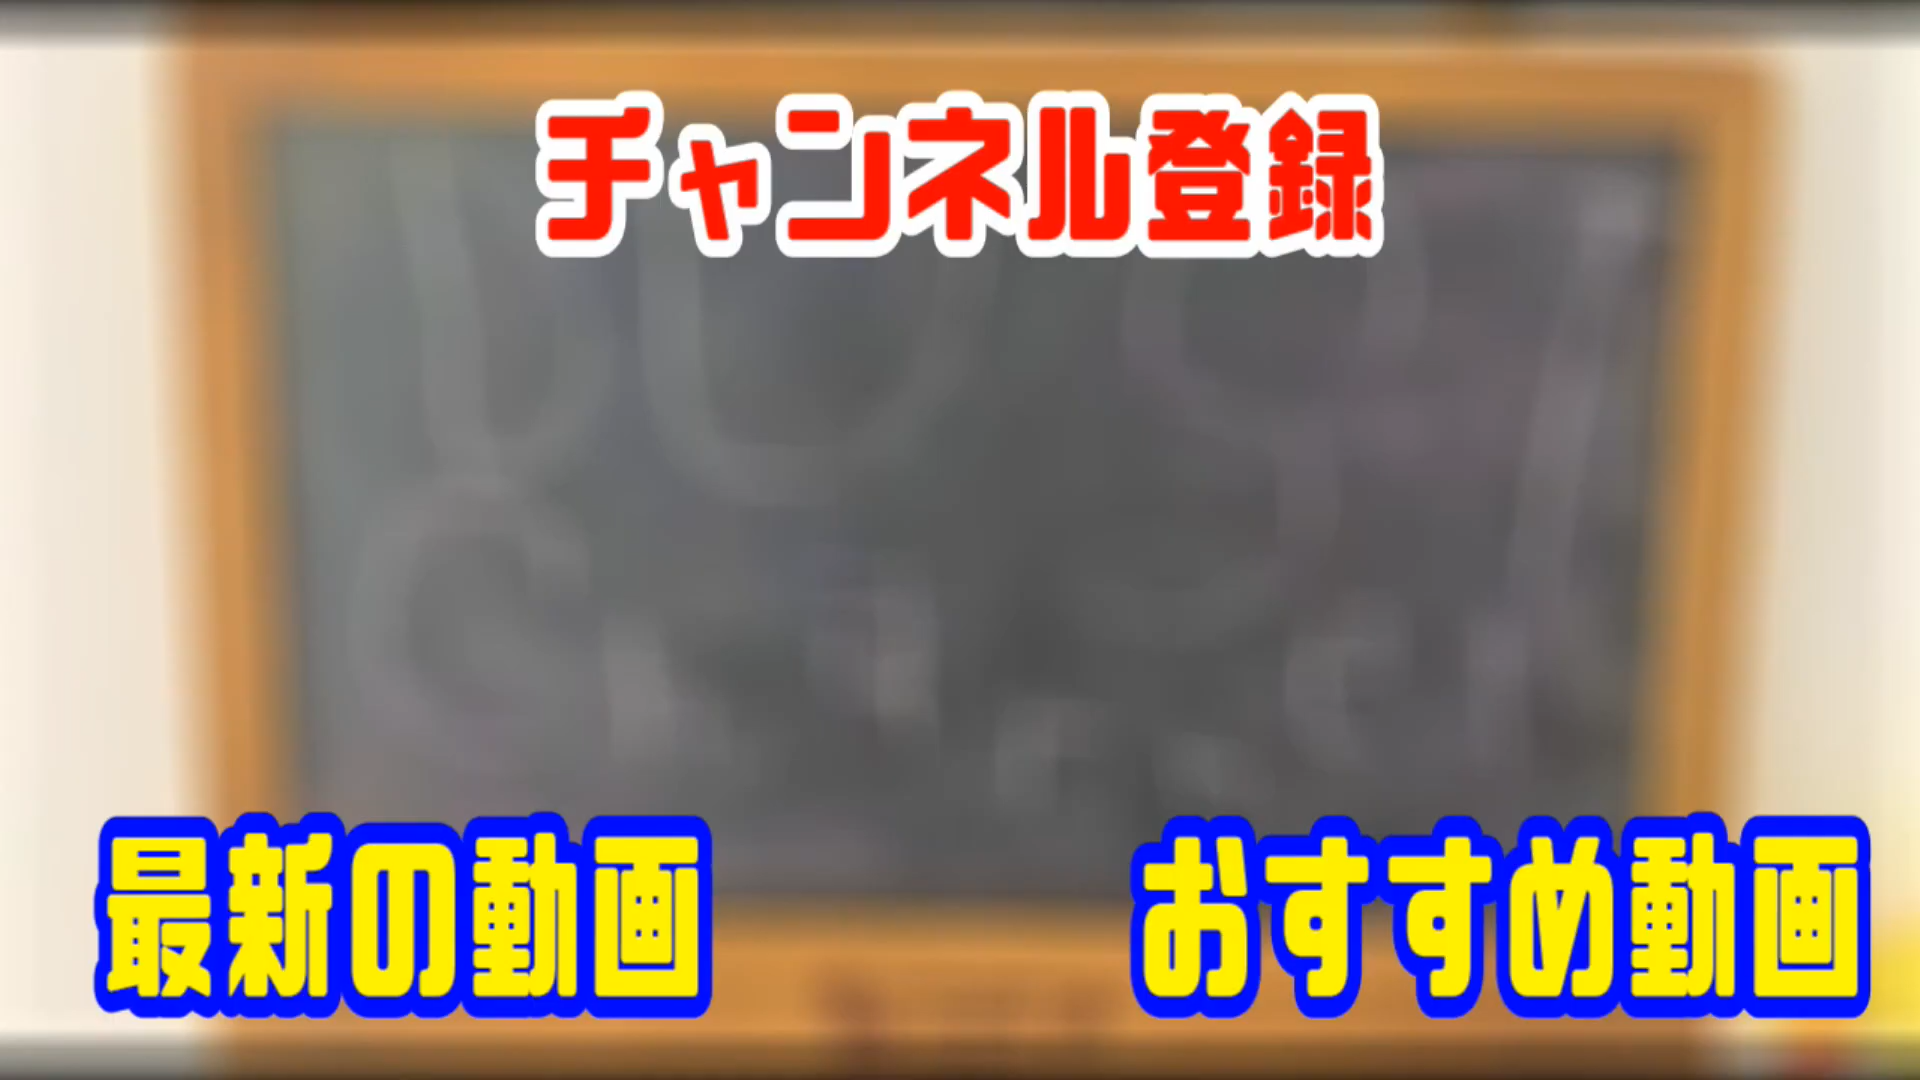 チャンネル登録
最新の動画
おすすめ動画